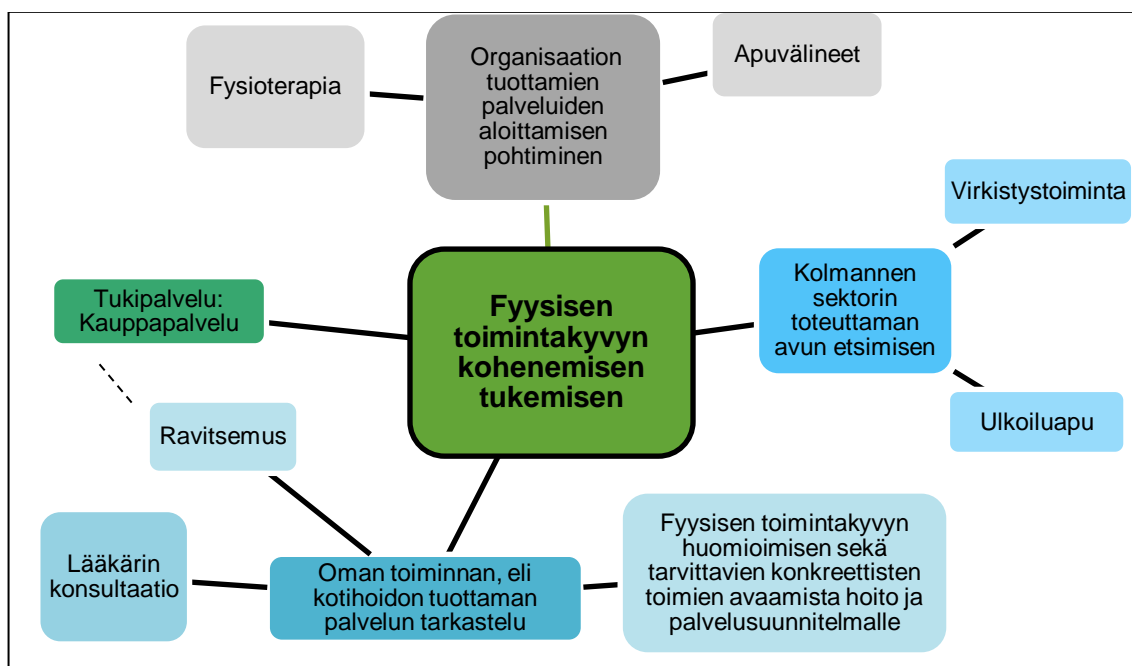 Fysioterapia
Organisaation
tuottamien
palveluiden
aloittamisen
pohtiminen
Apuvälineet
Virkistystoiminta
Tukipalvelu:
Kauppapalvelu
Fyysisen
toimintakyvyn
kohenemisen
tukemisen
Kolmannen
sektorin
toteuttaman
avun etsimisen
Ravitsemus
Ulkoiluapu
Lääkärin
konsultaatio
Oman toiminnan, eli
kotihoidon tuottaman
palvelun tarkastelu
Fyysisen toimintakyvyn
huomioimisen sekä
tarvittavien konkreettisten
toimien avaamista hoito ja
palvelusuunnitelmalle